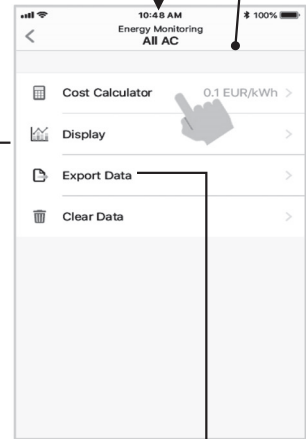 10:48 AM
100%
Energy Monitoring
All AC
Cost Calculator 0.1 EUR/kWh >
Display >
Export Data >
Clear Data >